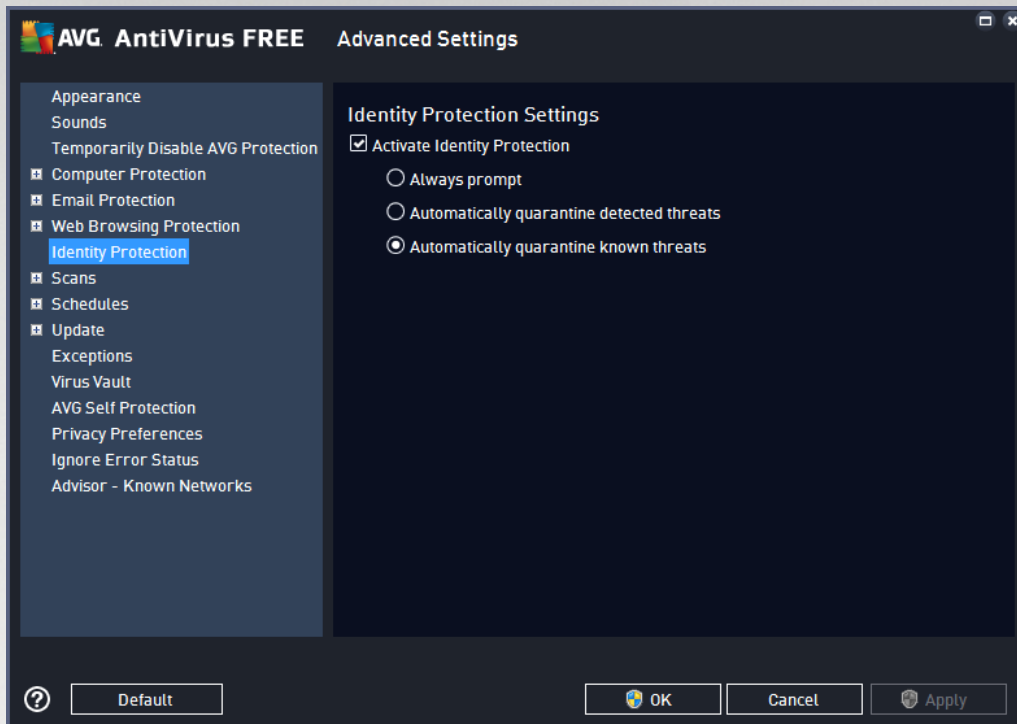 AVG. AntiVirus FREE Advanced Settings
Appearance
Sounds
Temporarily Disable AVG Protection
Computer Protection
Email Protection
Web Browsing Protection
Identity Protection
Scans
Schedules
Update
Exceptions
Virus Vault
AVG Self Protection
Privacy Preferences
Ignore Error Status
Advisor - Known Networks
Identity Protection Settings
Activate Identity Protection
Always prompt
Automatically quarantine detected threats
Automatically quarantine known threats
? Default OK Cancel Apply